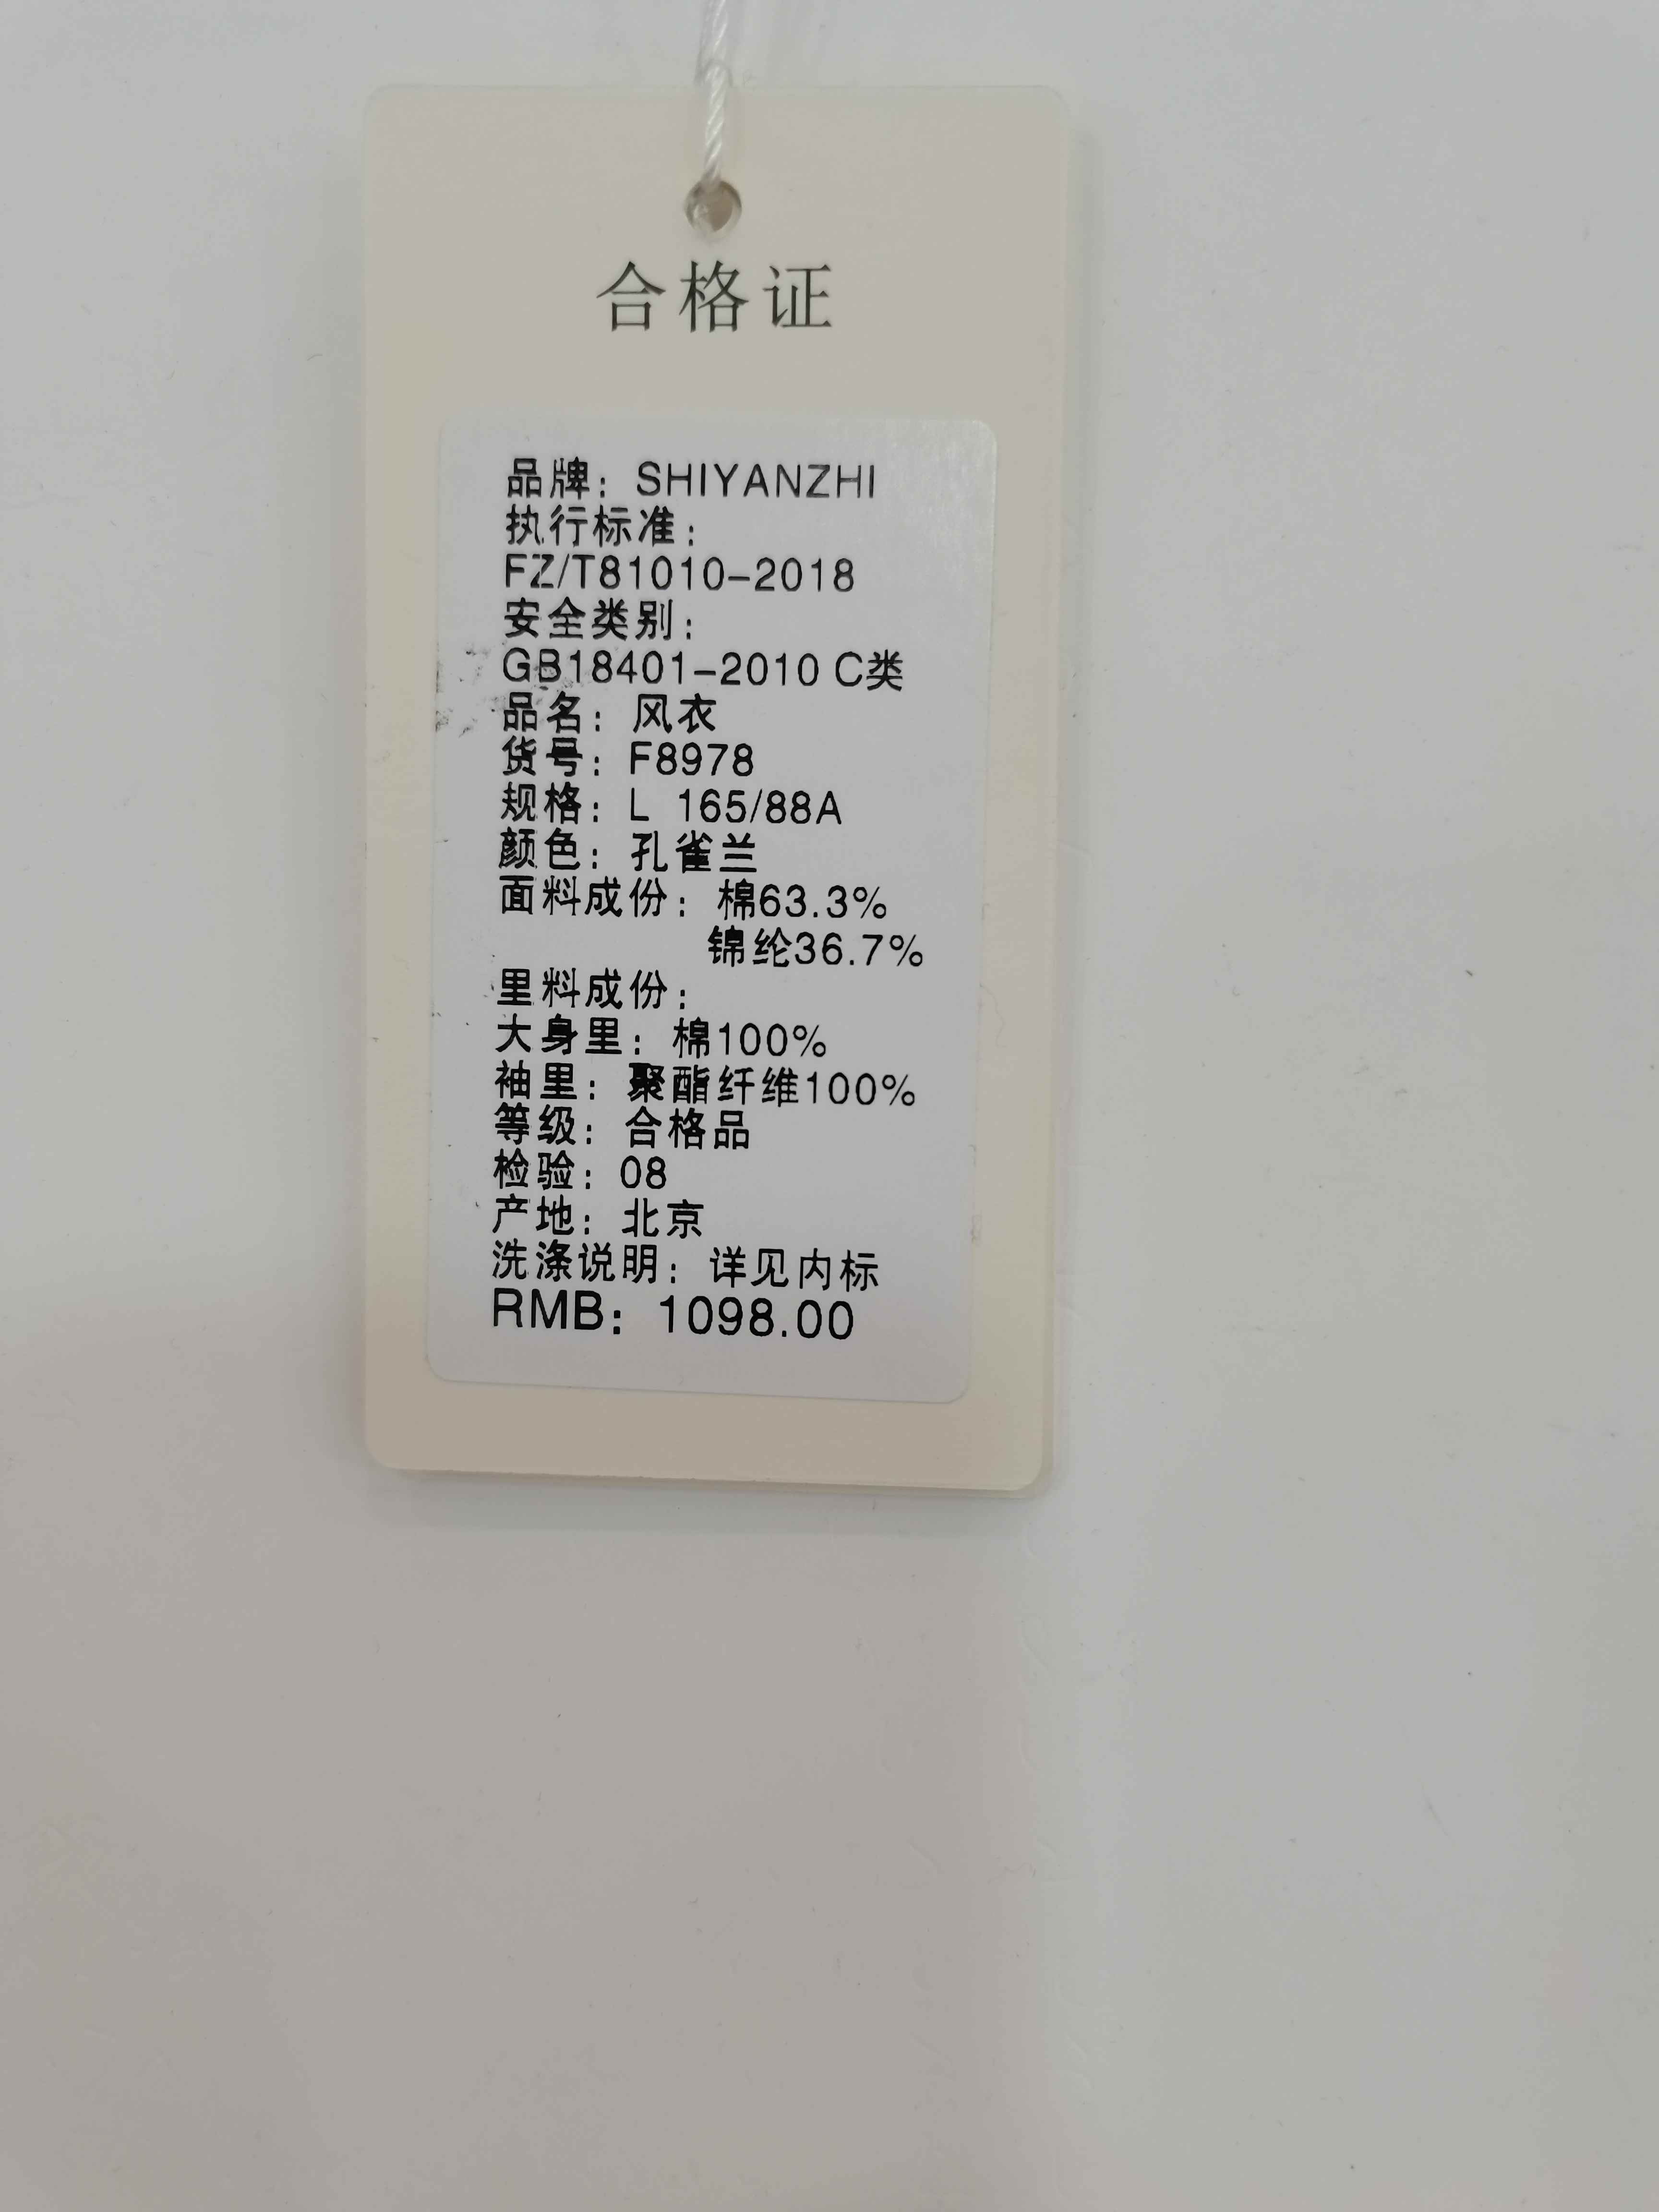 合格证
品牌：SHIYANZHI
执行标准：
FZ/T81010-2018
安全类别：
GB18401-2010 C类
品名：风衣
货号：F8978
规格：L 165/88A
颜色：孔雀兰
面料成份：棉63.3%
锦纶36.7%
里料成份：
大身里：棉100%
袖里：聚酯纤维100%
等级：合格品
检验：08
产地：北京
洗涤说明：详见内标
RMB：1098.00